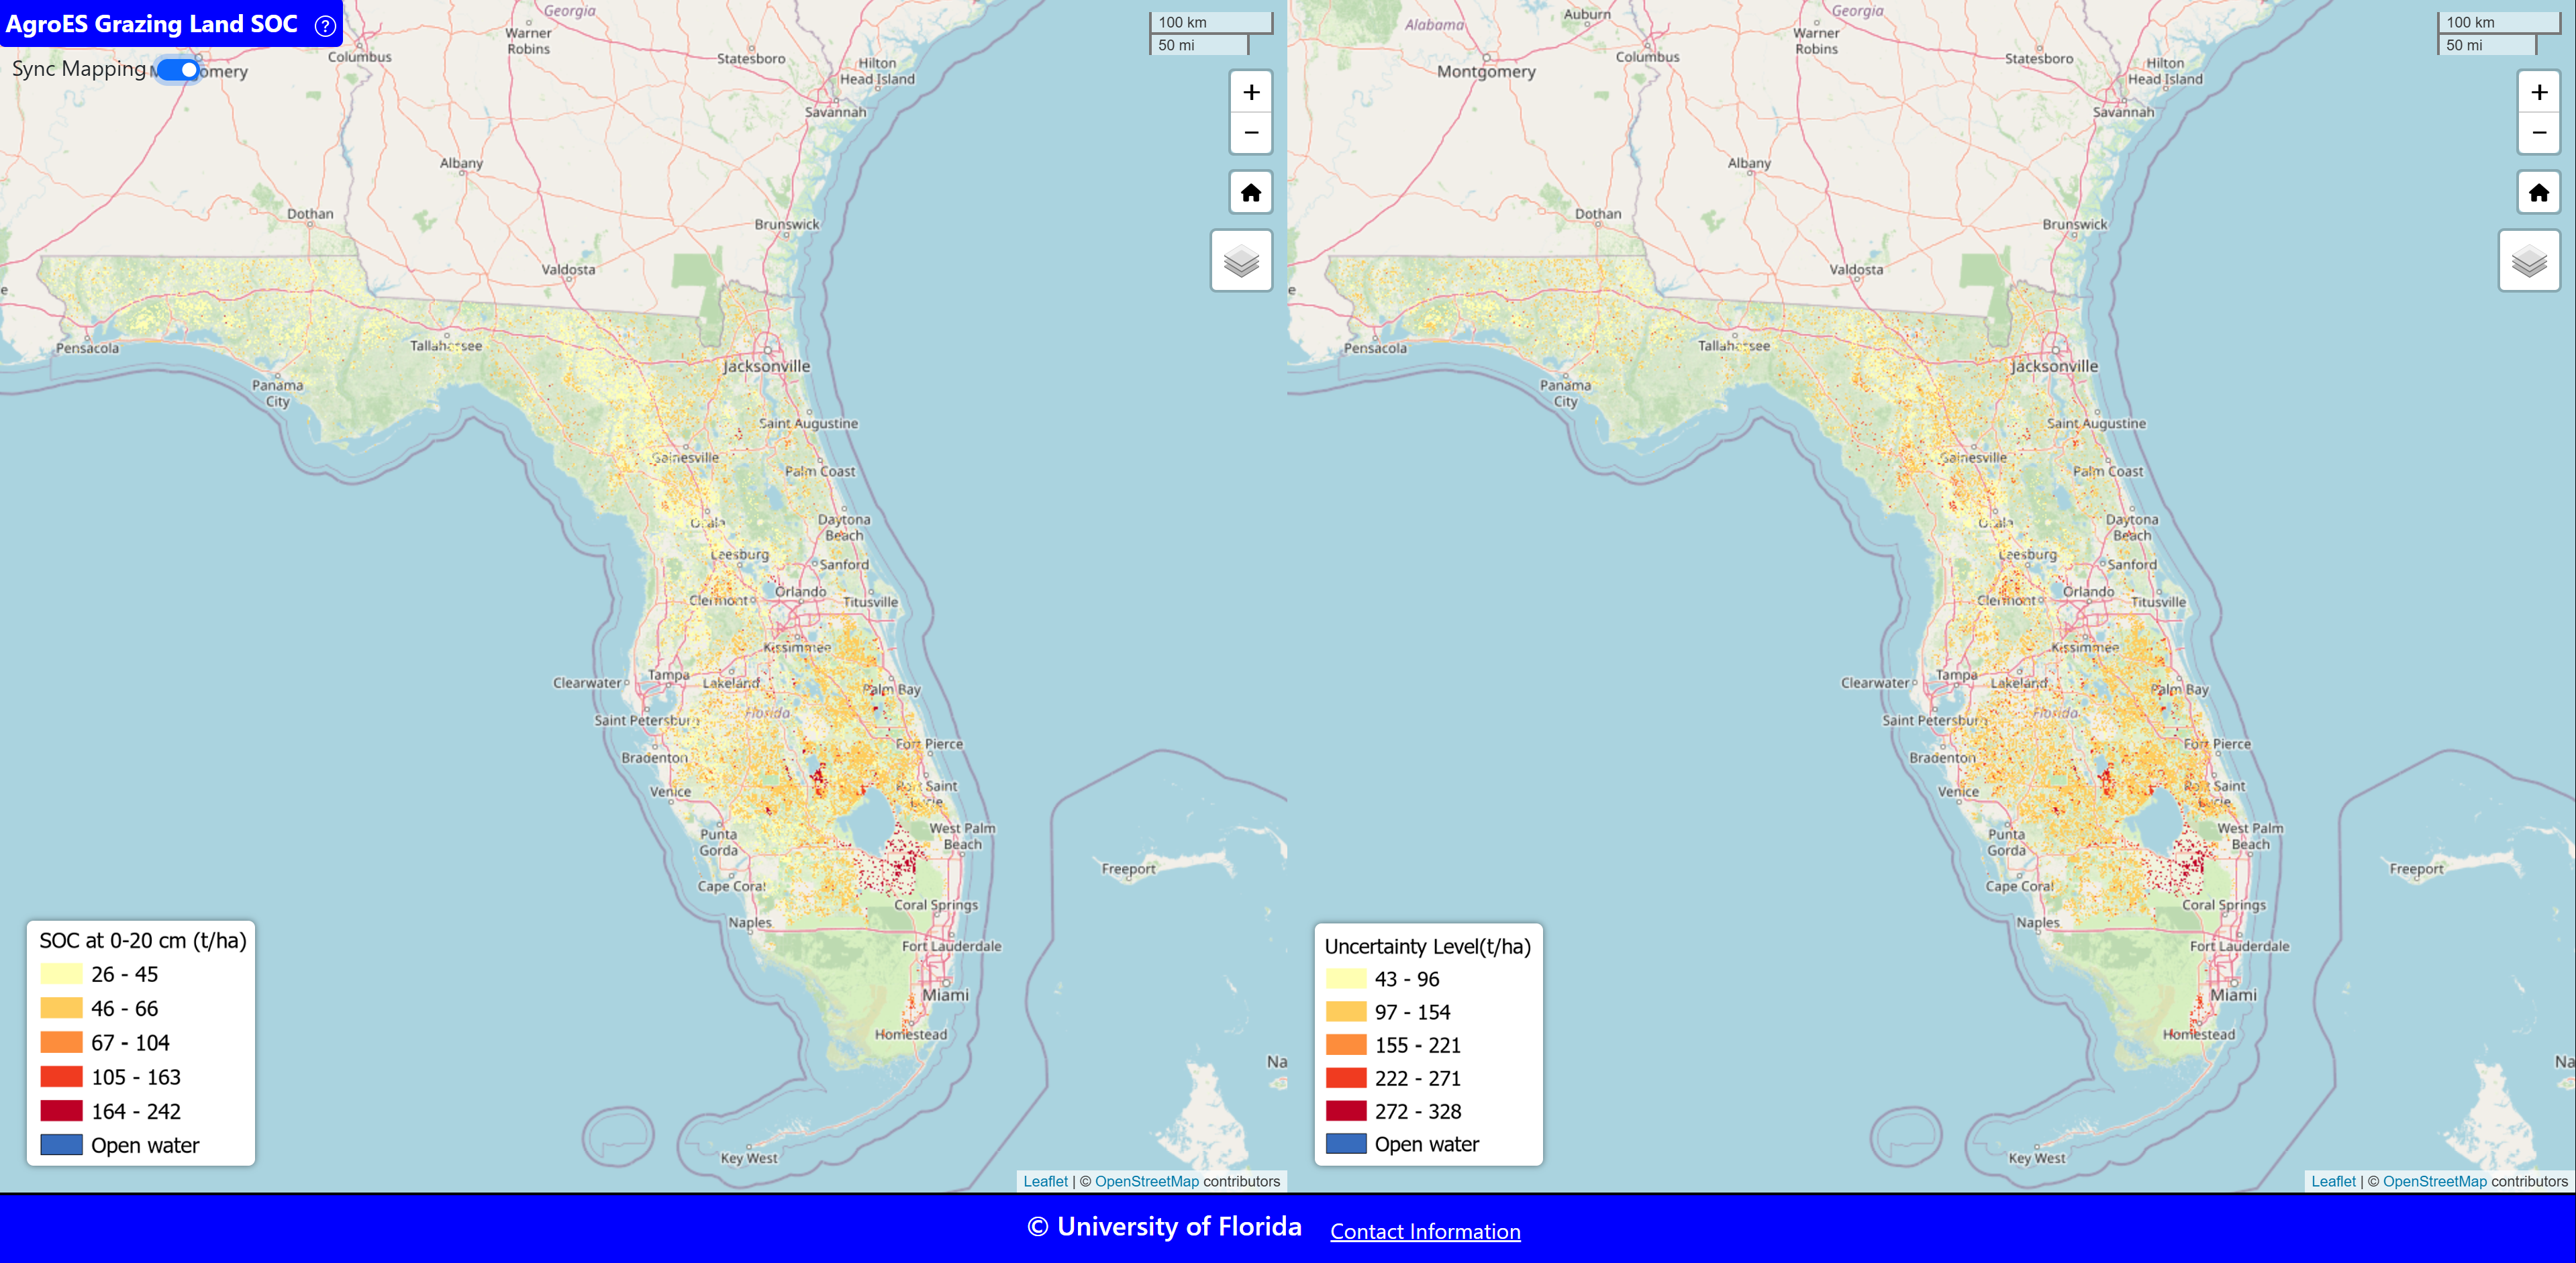 AgroES Grazing Land SOC ?
Sync Mapping
Georgia
Warner
Robins
Columbus
Statesboro
Hilton
Head Island
Savannah
Albany
Dothan
Brunswick
Valdosta
Pensacola
Tallahassee
Jacksonville
Panama
City
Saint Augustine
Gainesville
Palm Coast
Ocala
Daytona
Beach
Leesburg
Sanford
Clermont
Orlando
Titusville
Kissimmee
Tampa
Lakeland
Clearwater
Palm Bay
Florida
Saint Petersburg
Fort Pierce
Bradenton
Port Saint
Lucie
Venice
West Palm
Beach
Punta
Gorda
Freeport
Cape Coral
Coral Springs
Naples
Fort Lauderdale
Miami
Homestead
Na
Key West
100 km
50 mi
+
−
SOC at 0-20 cm (t/ha)
26 - 45
46 - 66
67 - 104
105 - 163
164 - 242
Open water
Leaflet | © OpenStreetMap contributors
Alabama
Auburn
Georgia
Warner
Robins
Columbus
Montgomery
Statesboro
Hilton
Head Island
Savannah
Albany
Dothan
Brunswick
Valdosta
Pensacola
Tallahassee
Jacksonville
Panama
City
Saint Augustine
Gainesville
Palm Coast
Ocala
Daytona
Beach
Leesburg
Sanford
Clermont
Orlando
Titusville
Kissimmee
Tampa
Lakeland
Clearwater
Palm Bay
Florida
Saint Petersburg
Fort Pierce
Bradenton
Port Saint
Lucie
Venice
West Palm
Beach
Punta
Gorda
Freeport
Cape Coral
Coral Springs
Naples
Fort Lauderdale
Miami
Homestead
Na
Key West
100 km
50 mi
+
−
Uncertainty Level(t/ha)
43 - 96
97 - 154
155 - 221
222 - 271
272 - 328
Open water
Leaflet | © OpenStreetMap contributors
© University of Florida
Contact Information